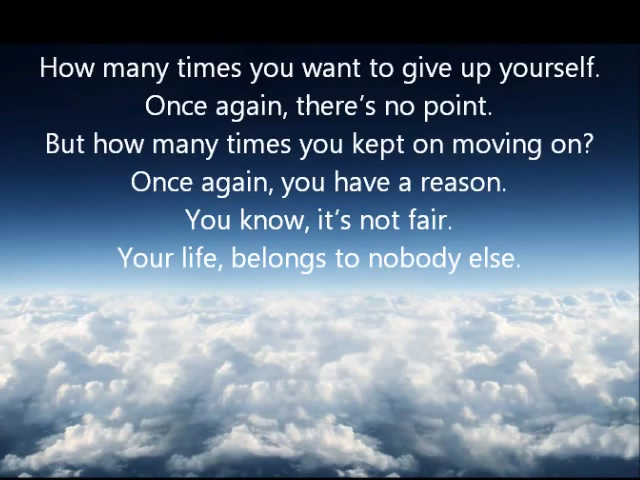 How many times you want to give up yourself.
Once again, there’s no point.
But how many times you kept on moving on?
Once again, you have a reason.
You know, it’s not fair.
Your life, belongs to nobody else.